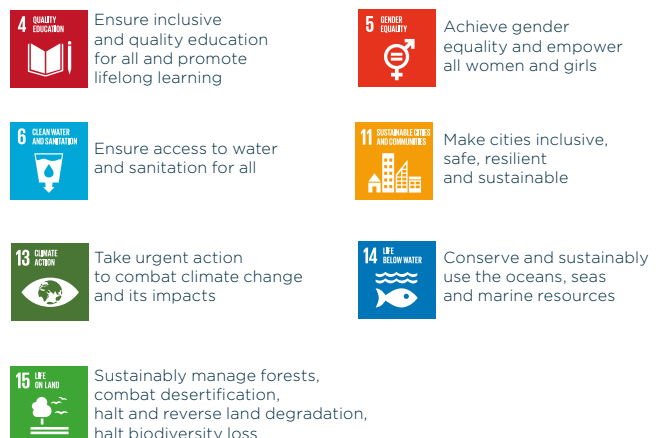 4 QUALITY
EDUCATION
Ensure inclusive
and quality education
for all and promote
lifelong learning
5 GENDER
EQUALITY
Achieve gender
equality and empower
all women and girls
6 CLEAN WATER
AND SANITATION
Ensure access to water
and sanitation for all
11 SUSTAINABLE CITIES
AND COMMUNITIES
Make cities inclusive,
safe, resilient
and sustainable
13 CLIMATE
ACTION
Take urgent action
to combat climate change
and its impacts
14 LIFE
BELOW WATER
Conserve and sustainably
use the oceans, seas
and marine resources
15 LIFE
ON LAND
Sustainably manage forests,
combat desertification,
halt and reverse land degradation,
halt biodiversity loss